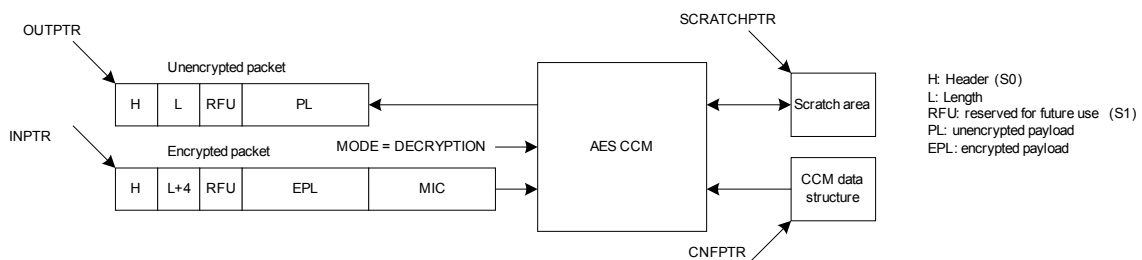 SCRATCHPTR
OUTPTR
Unencrypted packet
H L RFU PL
Scratch area
H: Header (S0)
L: Length
RFU: reserved for future use (S1)
PL: unencrypted payload
EPL: encrypted payload
INPTR
MODE = DECRYPTION
AES CCM
Encrypted packet
H L+4 RFU EPL MIC
CCM data
structure
CNFPTR